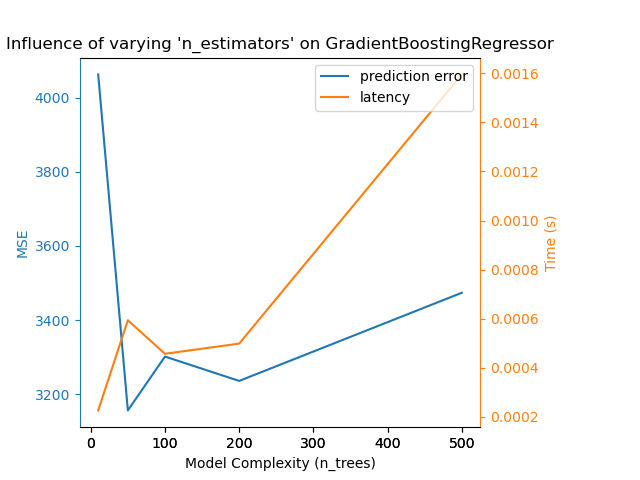 Influence of varying 'n_estimators' on GradientBoostingRegressor
prediction error
latency
MSE
4000
3800
3600
3400
3200
0.0016
0.0014
0.0012
0.0010
0.0008
0.0006
0.0004
0.0002
Time (s)
0 100 200 300 400 500
Model Complexity (n_trees)